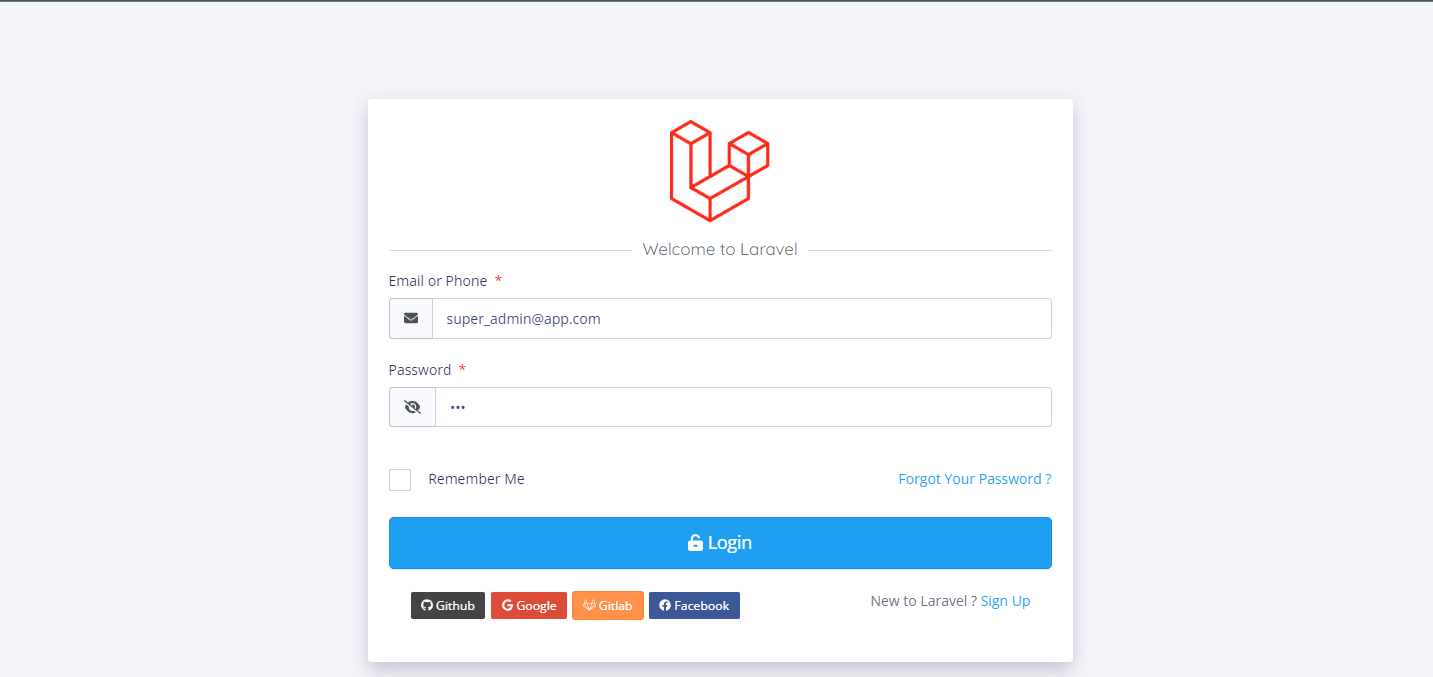 Welcome to Laravel
Email or Phone *
super_admin@app.com
Password *
•••
Remember Me
Forgot Your Password ?
Login
Github Google Gitlab Facebook
New to Laravel ? Sign Up